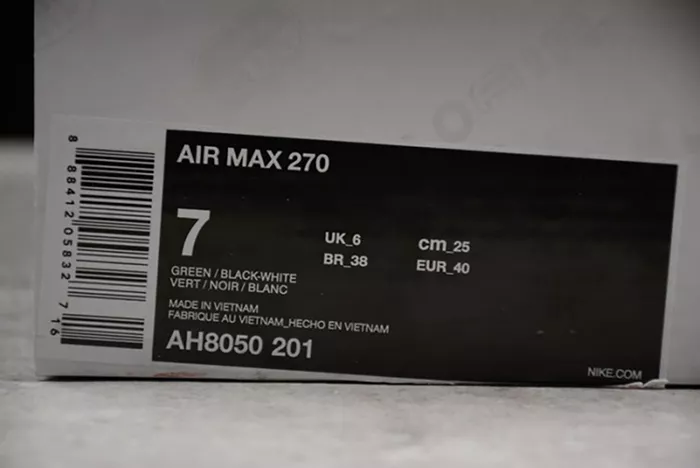 8 88412 05832 7 16
AIR MAX 270
7
UK_6 cm_25
BR_38 EUR_40
GREEN / BLACK-WHITE
VERT / NOIR / BLANC
MADE IN VIETNAM
FABRIQUE AU VIETNAM_HECHO EN VIETNAM
AH8050 201
NIKE.COM